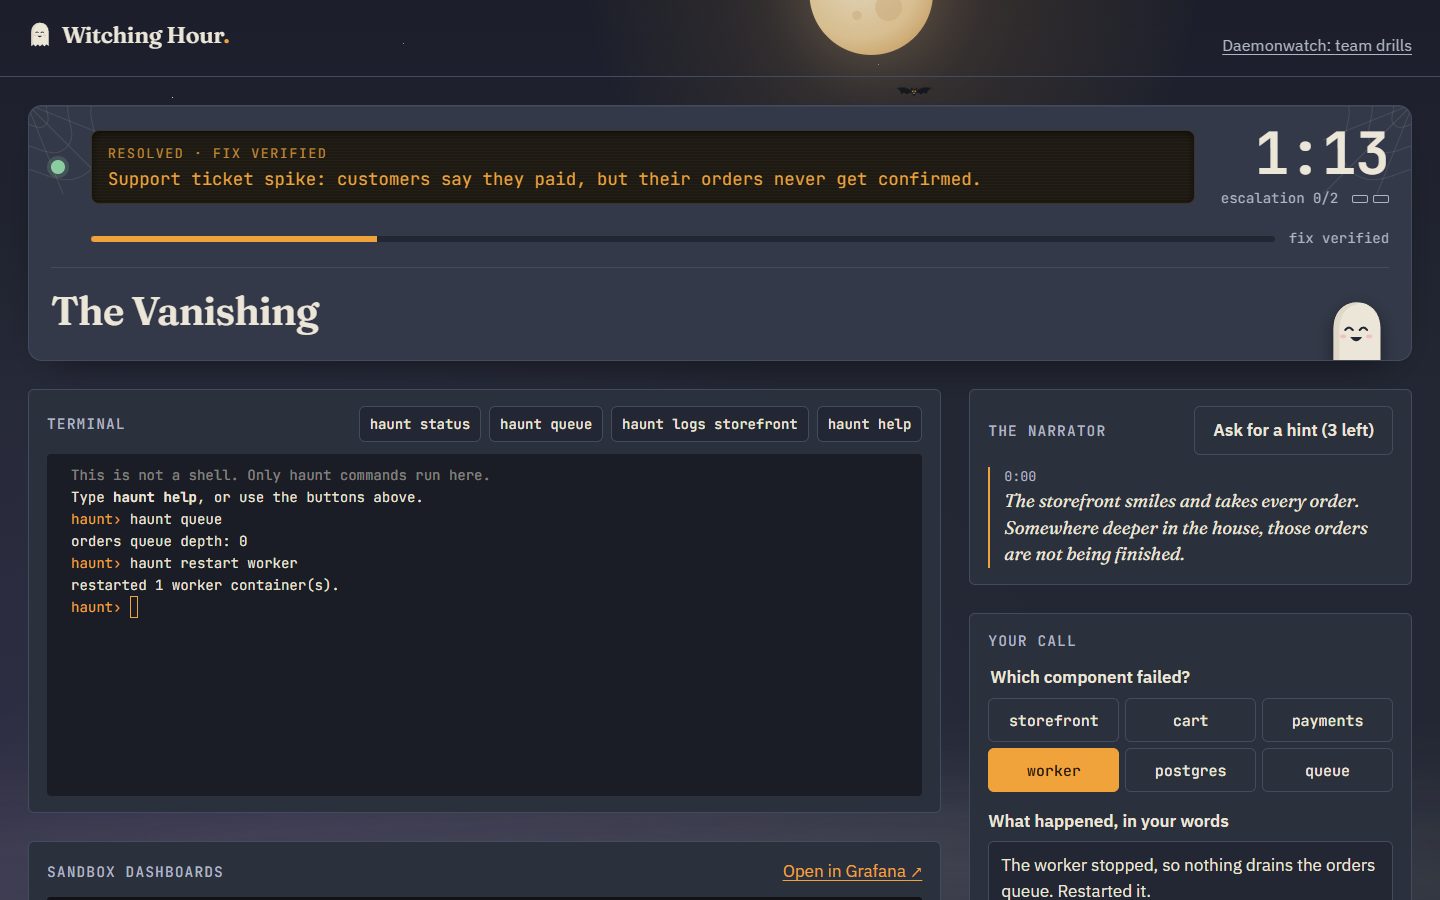 Witching Hour.
Daemonwatch: team drills
RESOLVED · FIX VERIFIED
Support ticket spike: customers say they paid, but their orders never get confirmed.
1:13
escalation 0/2
fix verified
The Vanishing
TERMINAL
haunt status
haunt queue
haunt logs storefront
haunt help
This is not a shell. Only haunt commands run here.
Type haunt help, or use the buttons above.
haunt› haunt queue
orders queue depth: 0
haunt› haunt restart worker
restarted 1 worker container(s).
haunt›
SANDBOX DASHBOARDS
Open in Grafana ↗
THE NARRATOR
Ask for a hint (3 left)
0:00
The storefront smiles and takes every order.
Somewhere deeper in the house, those orders
are not being finished.
YOUR CALL
Which component failed?
storefront
cart
payments
worker
postgres
queue
What happened, in your words
The worker stopped, so nothing drains the orders
queue. Restarted it.